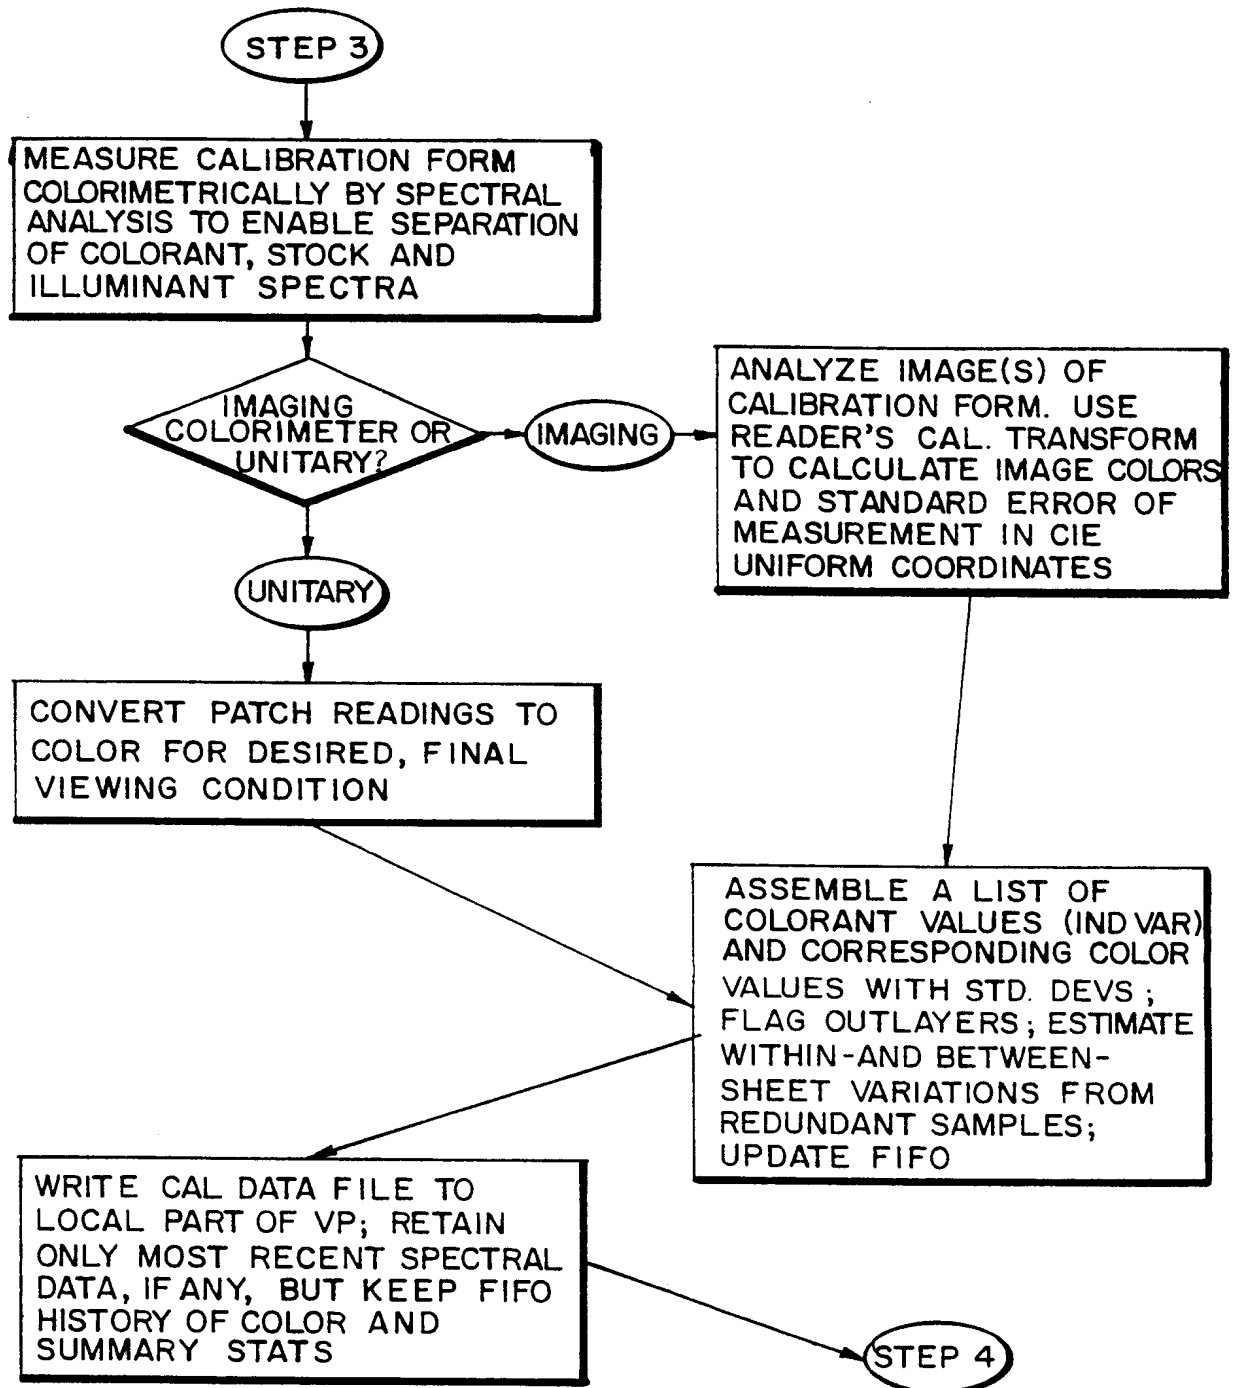 STEP 3
MEASURE CALIBRATION FORM
COLORIMETRICALLY BY SPECTRAL
ANALYSIS TO ENABLE SEPARATION
OF COLORANT, STOCK AND
ILLUMINANT SPECTRA
IMAGING
COLORIMETER OR
UNITARY?
IMAGING
ANALYZE IMAGE(S) OF
CALIBRATION FORM. USE
READER'S CAL. TRANSFORM
TO CALCULATE IMAGE COLORS
AND STANDARD ERROR OF
MEASUREMENT IN CIE
UNIFORM COORDINATES
UNITARY
CONVERT PATCH READINGS TO
COLOR FOR DESIRED, FINAL
VIEWING CONDITION
ASSEMBLE A LIST OF
COLORANT VALUES (IND VAR)
AND CORRESPONDING COLOR
VALUES WITH STD. DEVS;
FLAG OUTLAYERS; ESTIMATE
WITHIN-AND BETWEEN-
SHEET VARIATIONS FROM
REDUNDANT SAMPLES;
UPDATE FIFO
WRITE CAL DATA FILE TO
LOCAL PART OF VP; RETAIN
ONLY MOST RECENT SPECTRAL
DATA, IF ANY, BUT KEEP FIFO
HISTORY OF COLOR AND
SUMMARY STATS
STEP 4